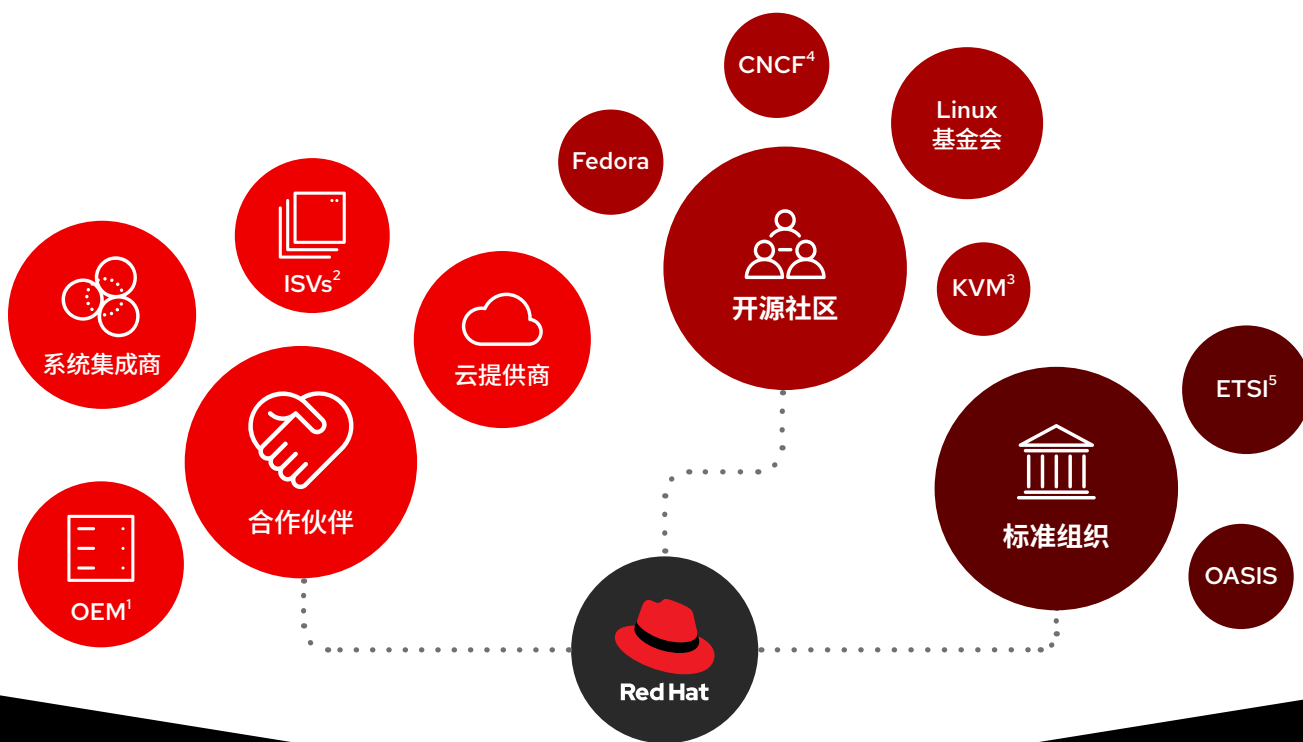 CNCF⁴
Linux
基金会
Fedora
ISVs²
KVM³
开源社区
系统集成商
云提供商
ETSI⁵
合作伙伴
标准组织
OASIS
OEM¹
Red Hat